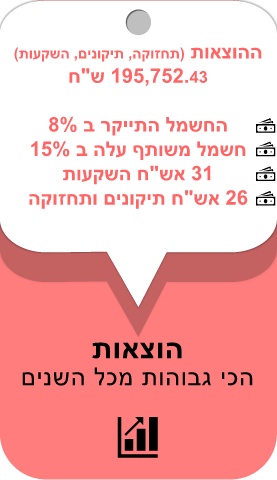 ההוצאות (תחזוקה, תיקונים, השקעות)
195,752.43 ש"ח
החשמל התייקר ב 8%
חשמל משותף עלה ב 15%
31 אש"ח השקעות
26 אש"ח תיקונים ותחזוקה
הוצאות
הכי גבוהות מכל השנים